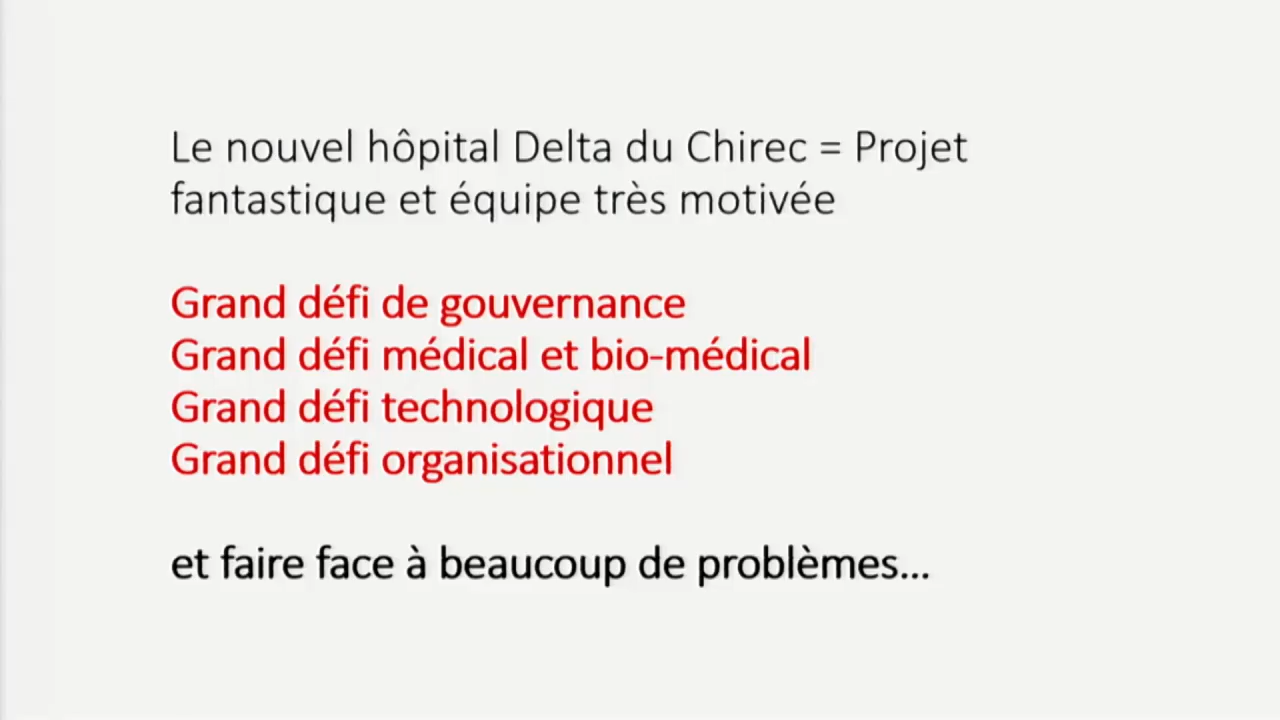 Le nouvel hôpital Delta du Chirec = Projet
fantastique et équipe très motivée
Grand défi de gouvernance
Grand défi médical et bio-médical
Grand défi technologique
Grand défi organisationnel
et faire face à beaucoup de problèmes...